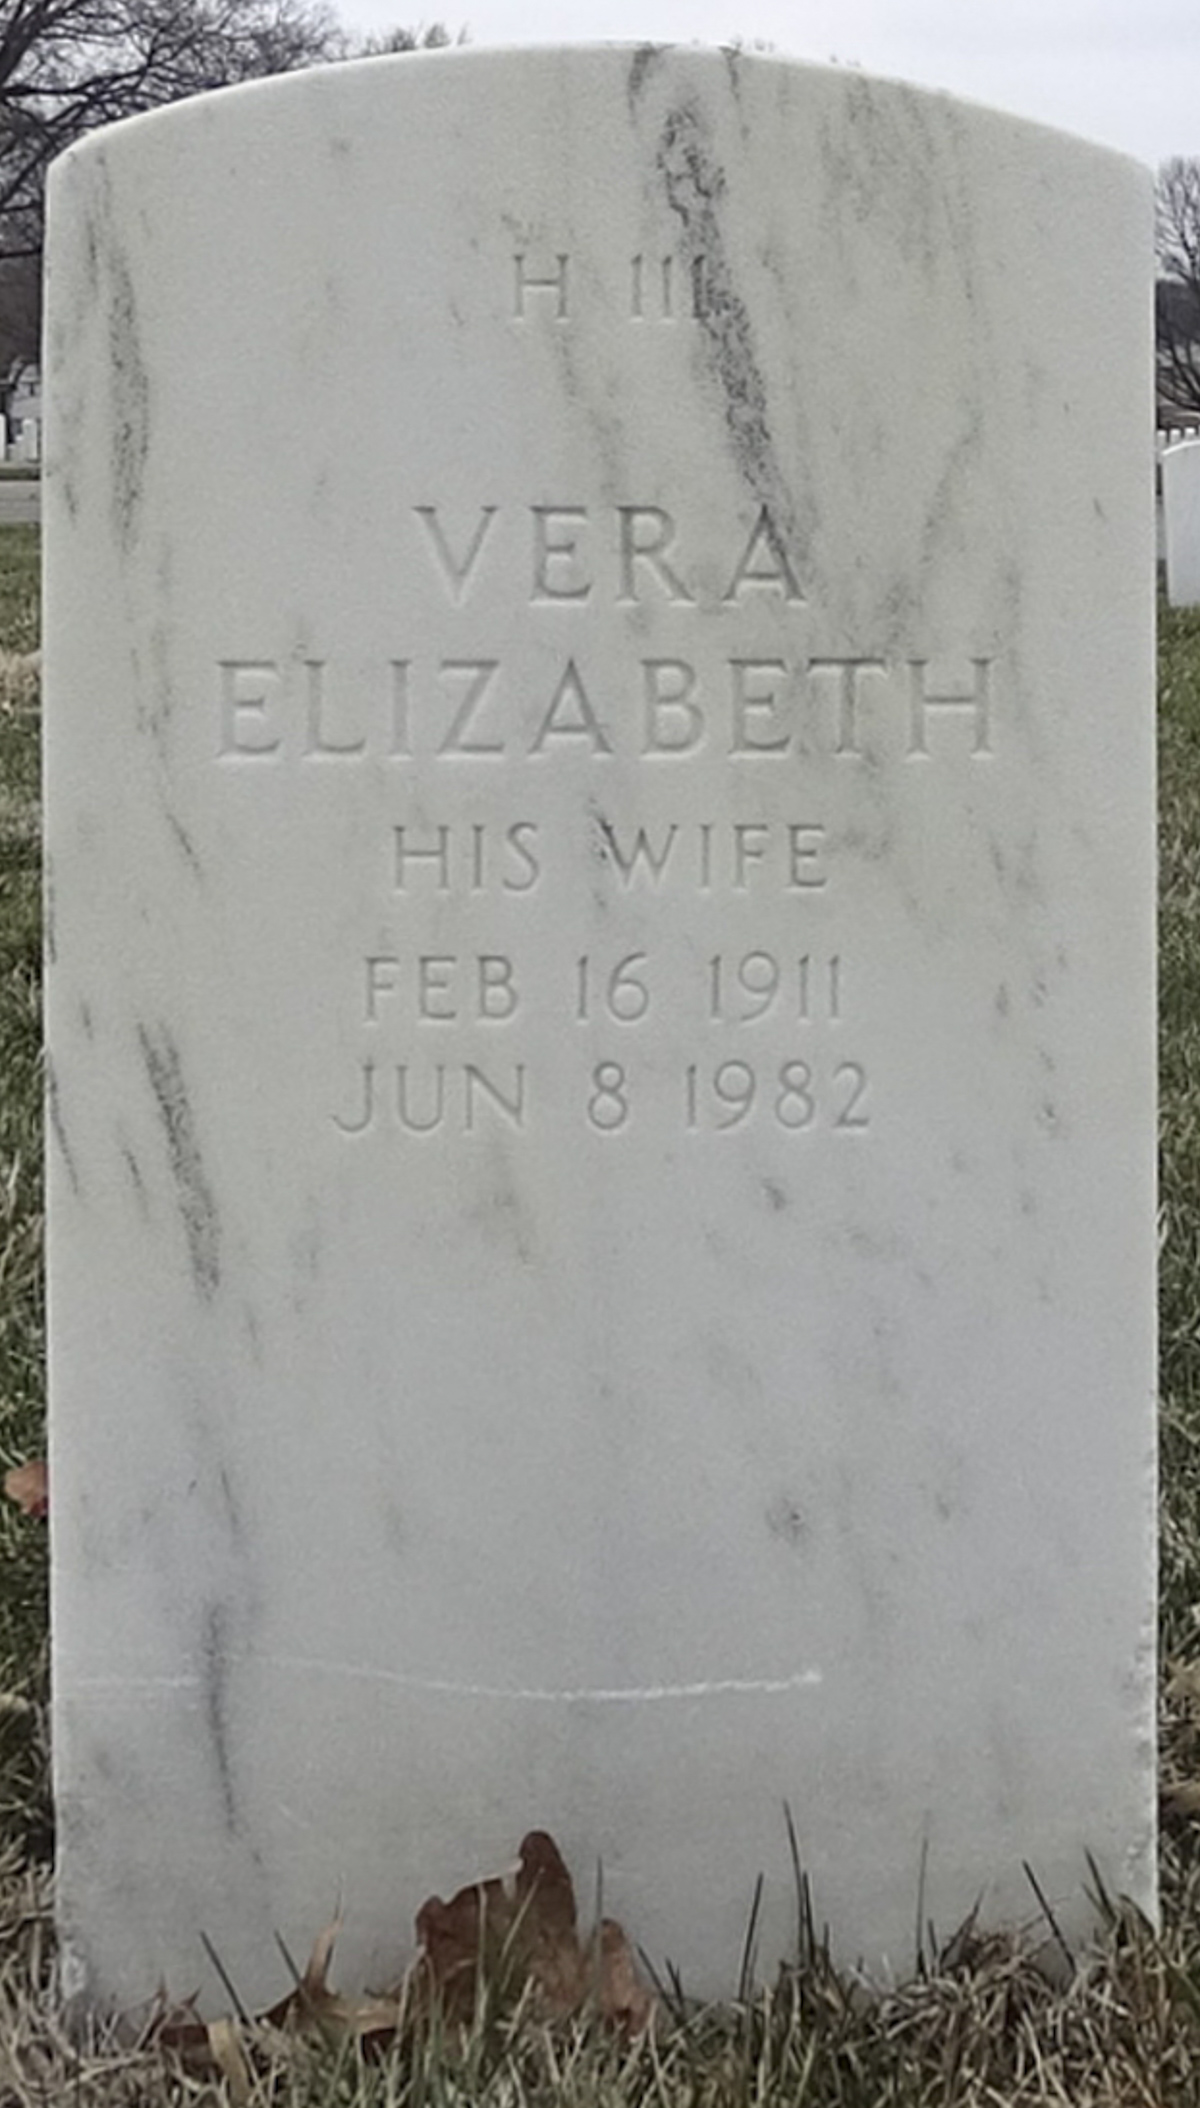 H 111
VERA
ELIZABETH
HIS WIFE
FEB 16 1911
JUN 8 1982